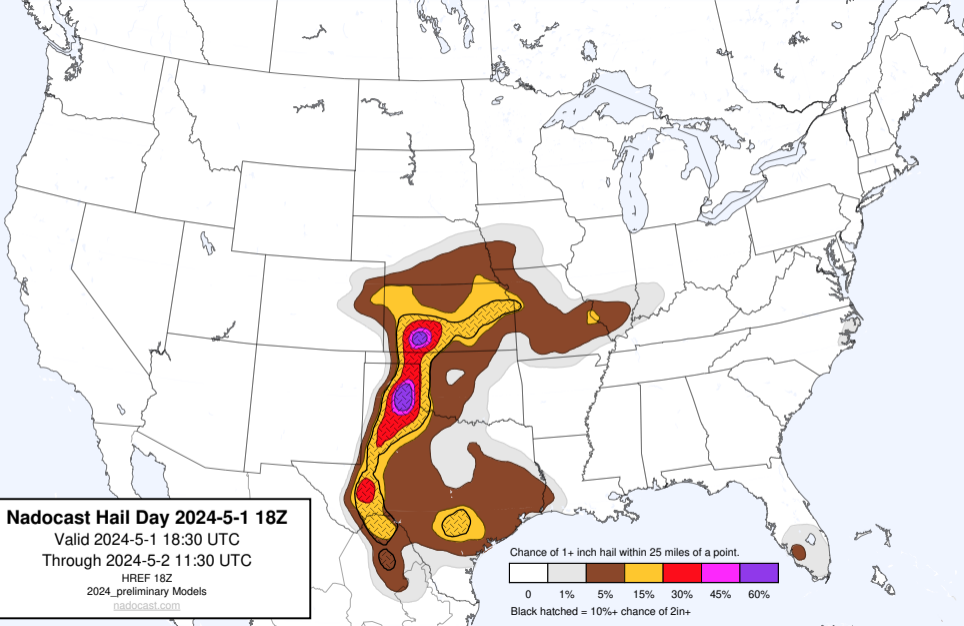 Nadocast Hail Day 2024-5-1 18Z
Valid 2024-5-1 18:30 UTC
Through 2024-5-2 11:30 UTC
HREF 18Z
2024_preliminary Models
nadocast.com
Chance of 1+ inch hail within 25 miles of a point.
0 1% 5% 15% 30% 45% 60%
Black hatched = 10%+ chance of 2in+